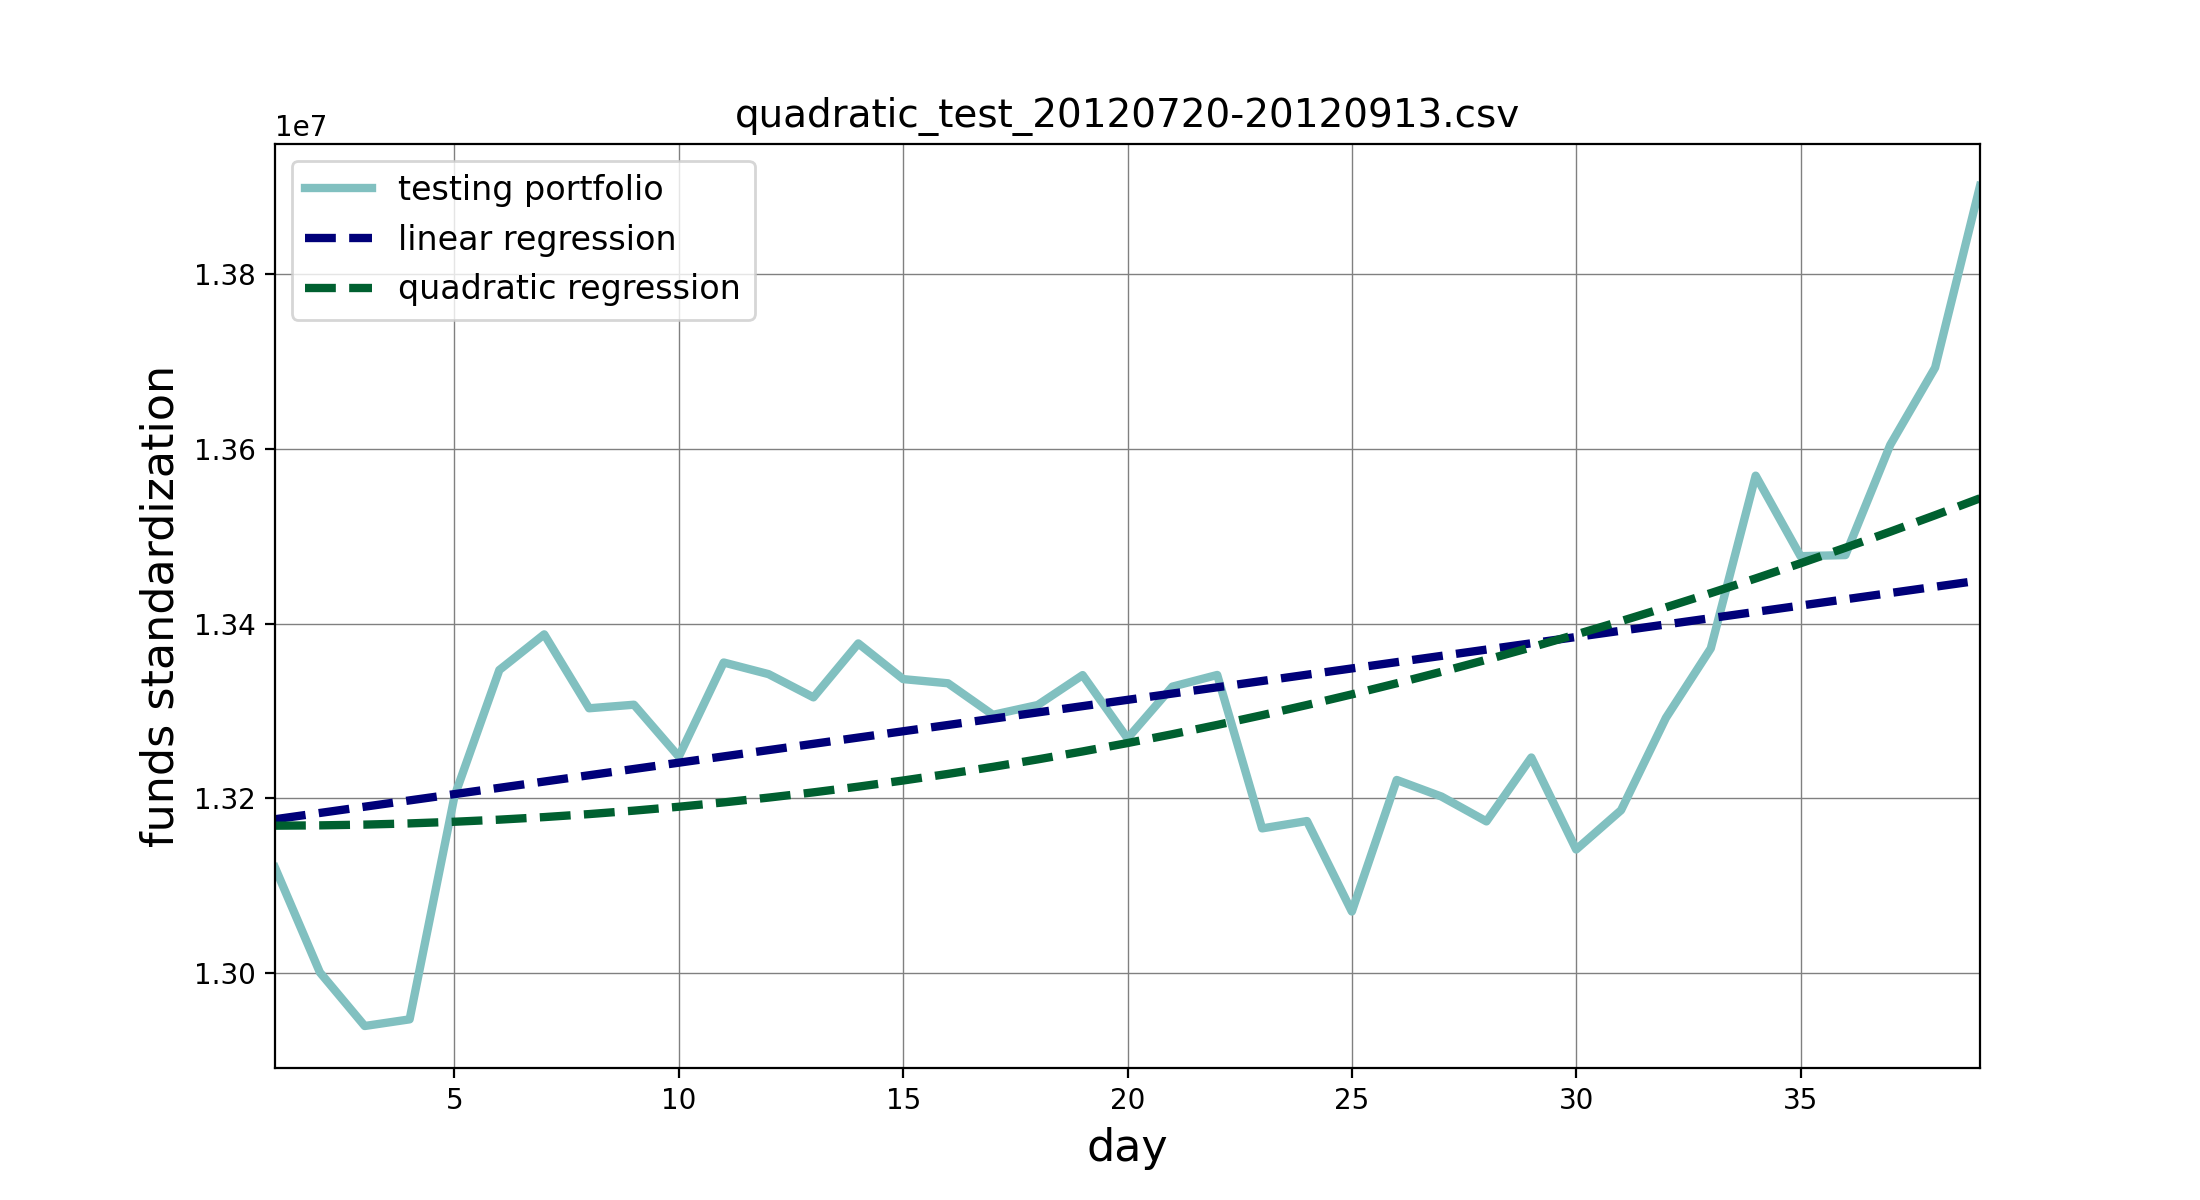 quadratic_test_20120720-20120913.csv
1e7
testing portfolio
linear regression
quadratic regression
1.38
1.36
1.34
1.32
1.30
funds standardization
5 10 15 20 25 30 35
day